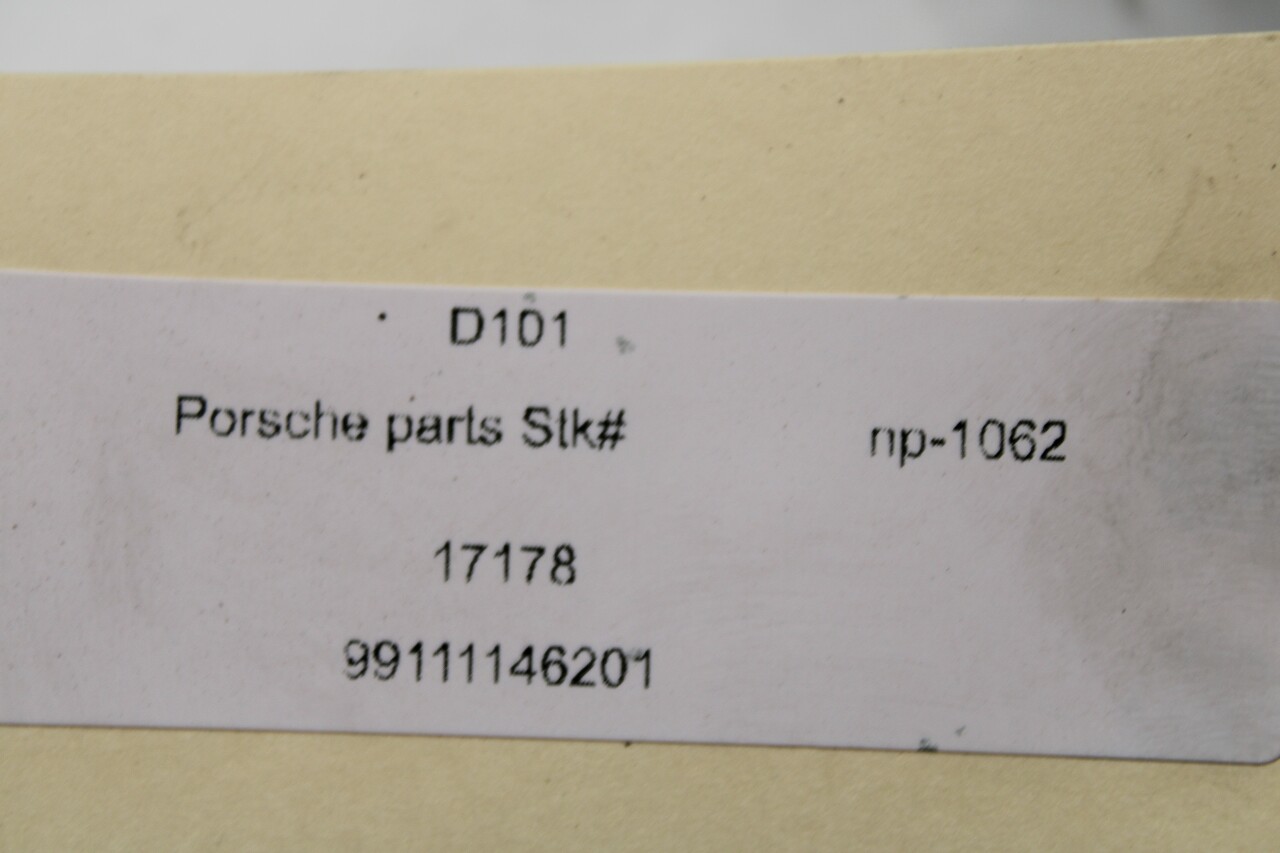 D101
Porsche parts Stk# np-1062
17178
99111146201